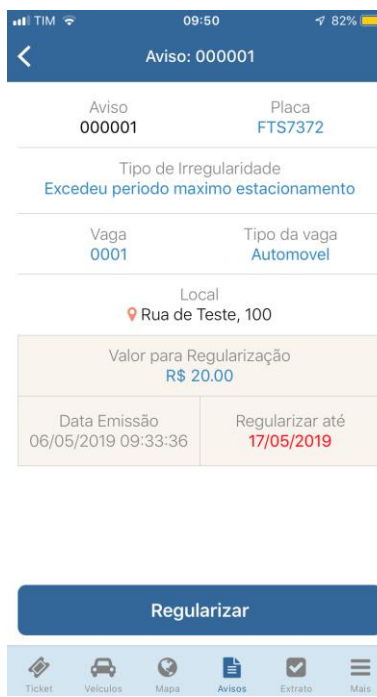 TIM 09:50 82%
Aviso: 000001
Aviso Placa
000001 FTS7372
Tipo de Irregularidade
Excedeu periodo maximo estacionamento
Vaga Tipo da vaga
0001 Automovel
Local
Rua de Teste, 100
Valor para Regularização
R$ 20.00
Data Emissão Regularizar até
06/05/2019 09:33:36 17/05/2019
Regularizar
Ticket Veículos Mapa Avisos Extrato Mais